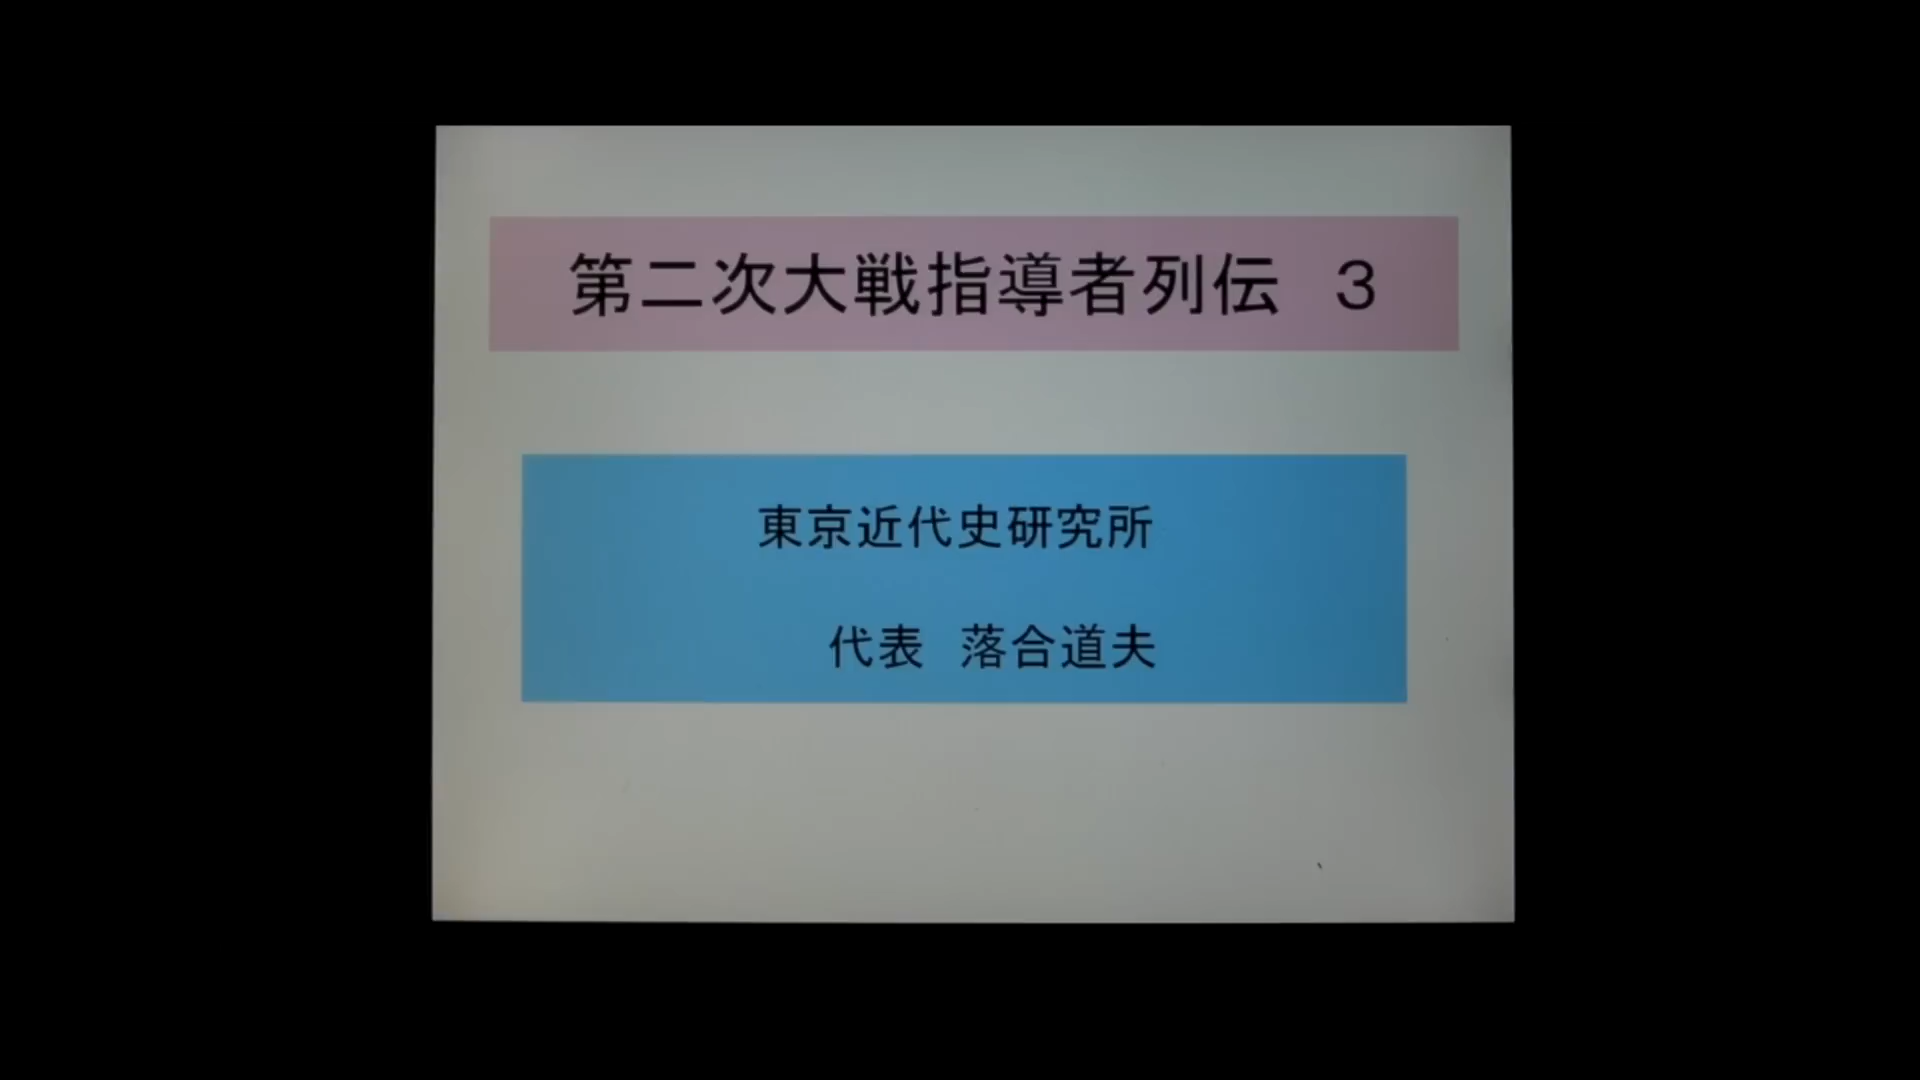 第二次大戦指導者列伝　３
東京近代史研究所
代表　落合道夫